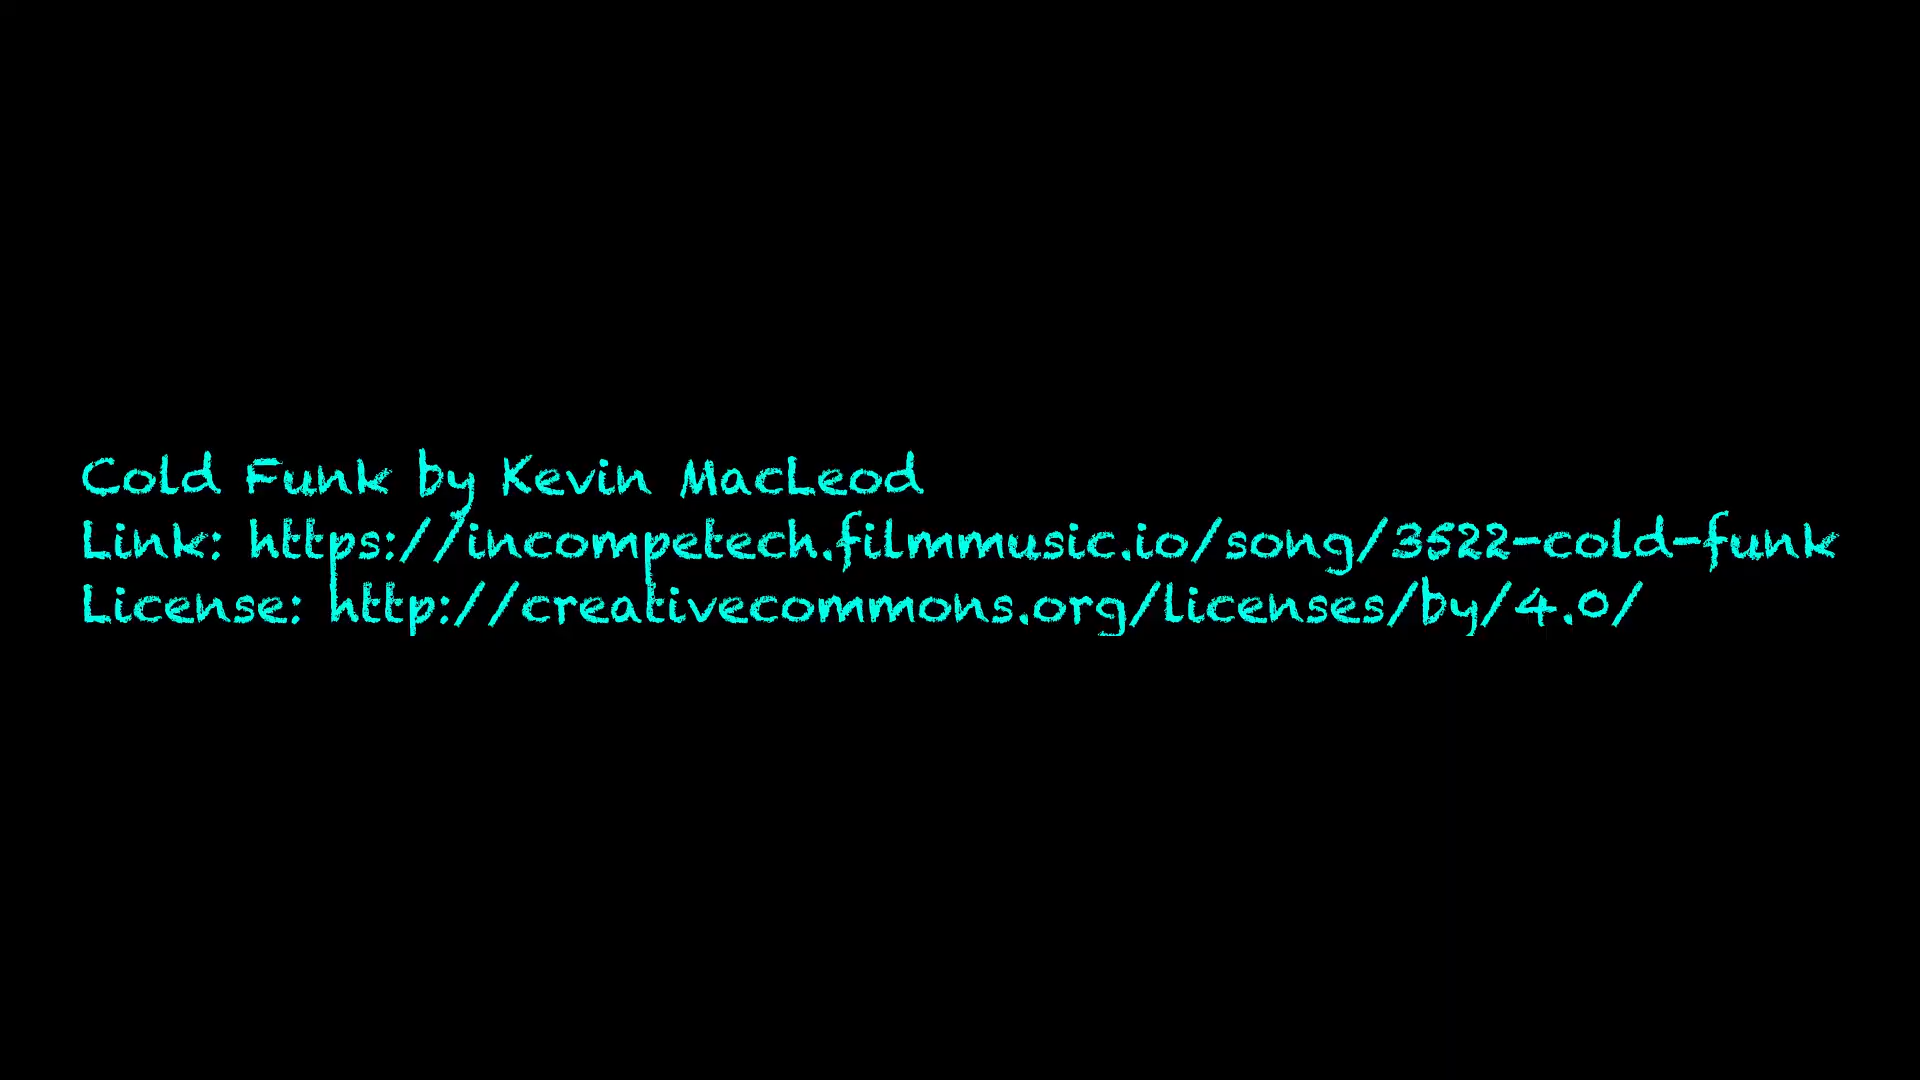 Cold Funk by Kevin MacLeod
Link: https://incompetech.filmmusic.io/song/3522-cold-funk
License: http://creativecommons.org/licenses/by/4.0/